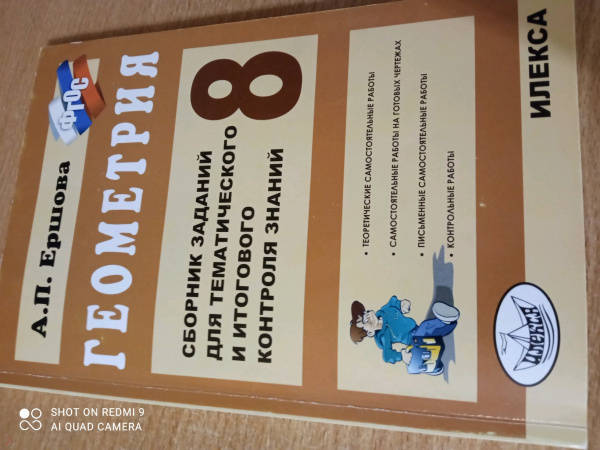 А.П. Ершова
ФГОС
ГЕОМЕТРИЯ
8
СБОРНИК ЗАДАНИЙ
ДЛЯ ТЕМАТИЧЕСКОГО
И ИТОГОВОГО
КОНТРОЛЯ ЗНАНИЙ
• ТЕОРЕТИЧЕСКИЕ САМОСТОЯТЕЛЬНЫЕ РАБОТЫ
• САМОСТОЯТЕЛЬНЫЕ РАБОТЫ НА ГОТОВЫХ ЧЕРТЕЖАХ
• ПИСЬМЕННЫЕ САМОСТОЯТЕЛЬНЫЕ РАБОТЫ
• КОНТРОЛЬНЫЕ РАБОТЫ
Илекса
ИЛЕКСА
SHOT ON REDMI 9
AI QUAD CAMERA